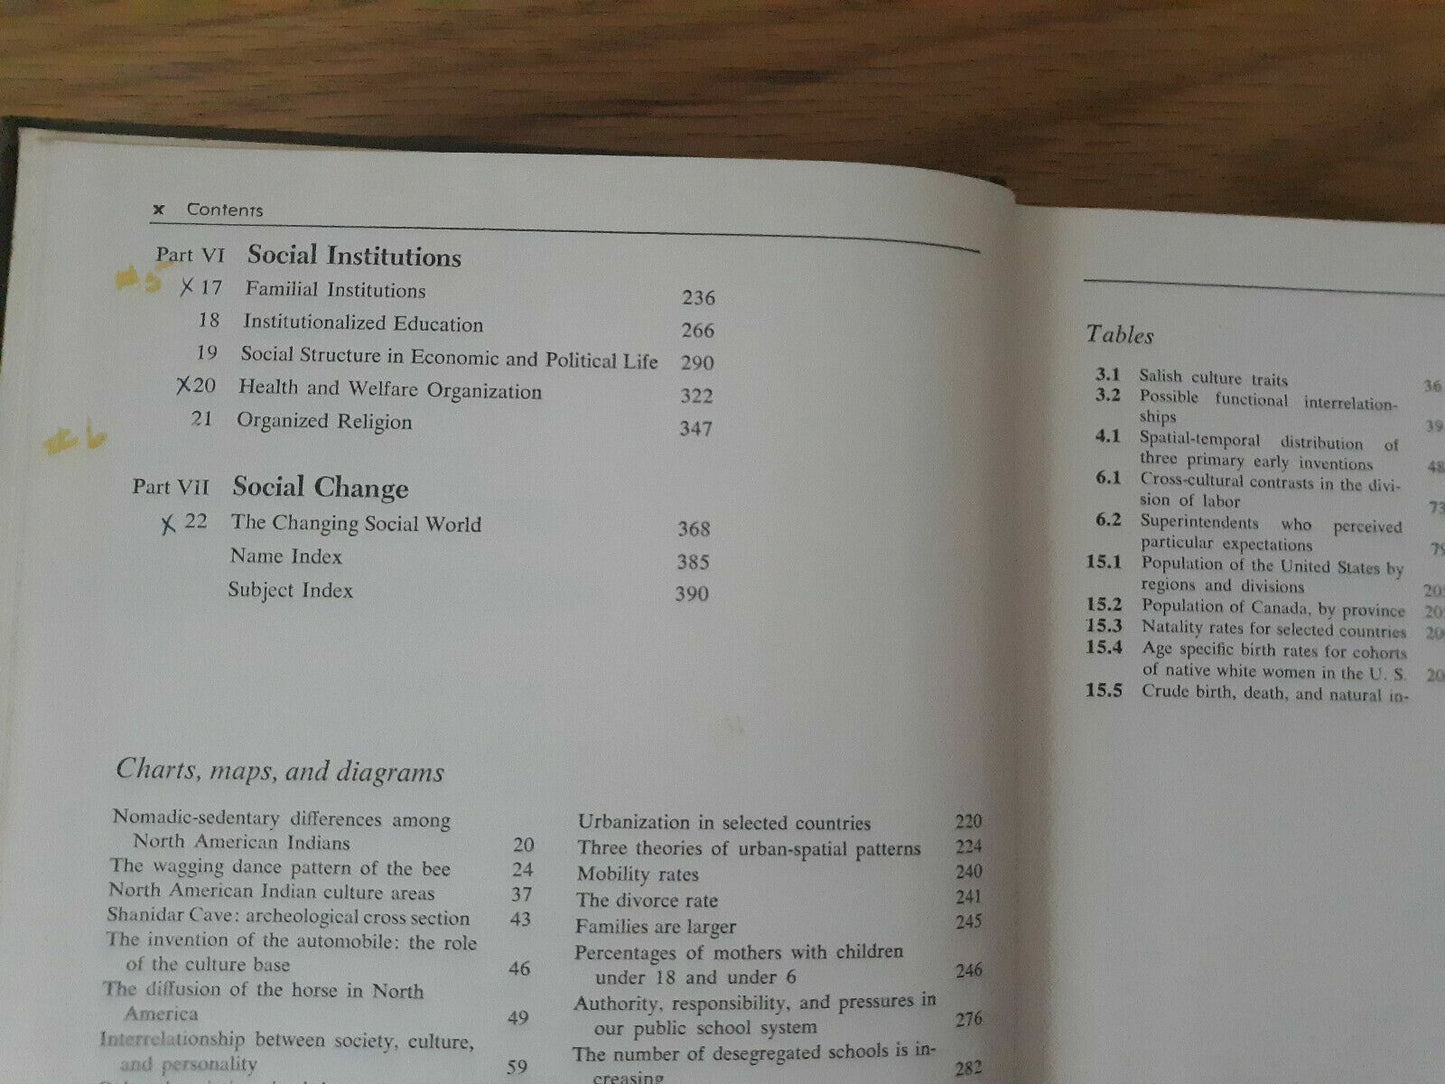 x Contents
Part VI Social Institutions
#5
x 17 Familial Institutions 236
18 Institutionalized Education 266
19 Social Structure in Economic and Political Life 290
x 20 Health and Welfare Organization 322
21 Organized Religion 347
#6
Part VII Social Change
x 22 The Changing Social World 368
Name Index 385
Subject Index 390
Charts, maps, and diagrams
Nomadic-sedentary differences among
North American Indians 20
The wagging dance pattern of the bee 24
North American Indian culture areas 37
Shanidar Cave: archeological cross section 43
The invention of the automobile: the role
of the culture base 46
The diffusion of the horse in North
America 49
Interrelationship between society, culture,
and personality 59
Urbanization in selected countries 220
Three theories of urban-spatial patterns 224
Mobility rates 240
The divorce rate 241
Families are larger 245
Percentages of mothers with children
under 18 and under 6 246
Authority, responsibility, and pressures in
our public school system 276
The number of desegregated schools is in-
creasing 282
Tables
3.1 Salish culture traits 36
3.2 Possible functional interrelation-
ships 39
4.1 Spatial-temporal distribution of
three primary early inventions 48
6.1 Cross-cultural contrasts in the divi-
sion of labor 73
6.2 Superintendents who perceived
particular expectations 79
15.1 Population of the United States by
regions and divisions
15.2 Population of Canada, by province
15.3 Natality rates for selected countries
15.4 Age specific birth rates for cohorts
of native white women in the U. S.
15.5 Crude birth, death, and natural in-